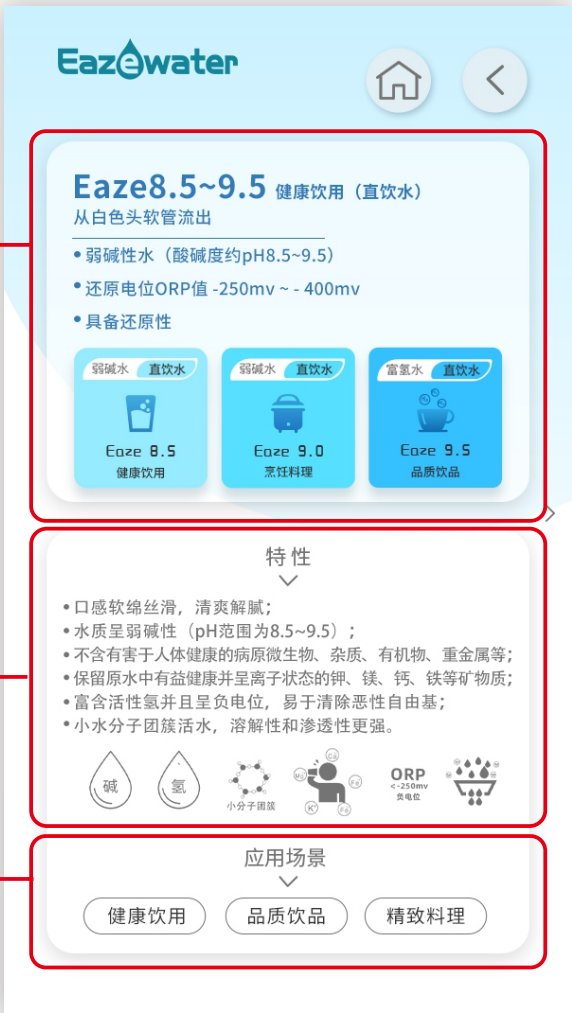 Eazewater
Eaze8.5~9.5 健康饮用（直饮水）
从白色头软管流出
•弱碱性水（酸碱度约pH8.5~9.5）
•还原电位ORP值 -250mv ~ - 400mv
•具备还原性
弱碱水 直饮水
Eaze 8.5
健康饮用
弱碱水 直饮水
Eaze 9.0
烹饪料理
富氢水 直饮水
Eaze 9.5
品质饮品
特性
•口感软绵丝滑，清爽解腻；
•水质呈弱碱性（pH范围为8.5~9.5）；
•不含有害于人体健康的病原微生物、杂质、有机物、重金属等；
•保留原水中有益健康并呈离子状态的钾、镁、钙、铁等矿物质；
•富含活性氢并且呈负电位，易于清除恶性自由基；
•小水分子团簇活水，溶解性和渗透性更强。
碱
氢
小分子团簇
K⁺
ORP
<-250mv
负电位
应用场景
健康饮用
品质饮品
精致料理